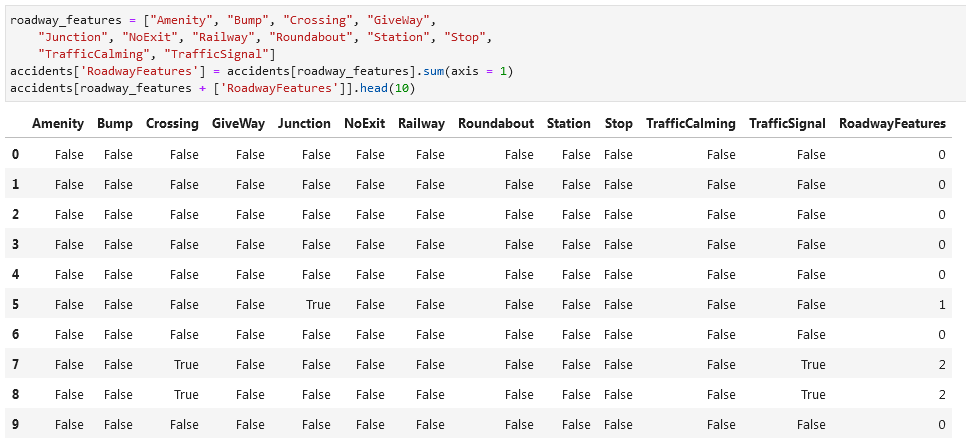 roadway_features = ["Amenity", "Bump", "Crossing", "GiveWay",
"Junction", "NoExit", "Railway", "Roundabout", "Station", "Stop",
"TrafficCalming", "TrafficSignal"]
accidents['RoadwayFeatures'] = accidents[roadway_features].sum(axis = 1)
accidents[roadway_features + ['RoadwayFeatures']].head(10)
Amenity Bump Crossing GiveWay Junction NoExit Railway Roundabout Station Stop TrafficCalming TrafficSignal RoadwayFeatures
0 False False False False False False False False False False False False 0
1 False False False False False False False False False False False False 0
2 False False False False False False False False False False False False 0
3 False False False False False False False False False False False False 0
4 False False False False False False False False False False False False 0
5 False False False False True False False False False False False False 1
6 False False False False False False False False False False False False 0
7 False False True False False False False False False False False True 2
8 False False True False False False False False False False False True 2
9 False False False False False False False False False False False False 0